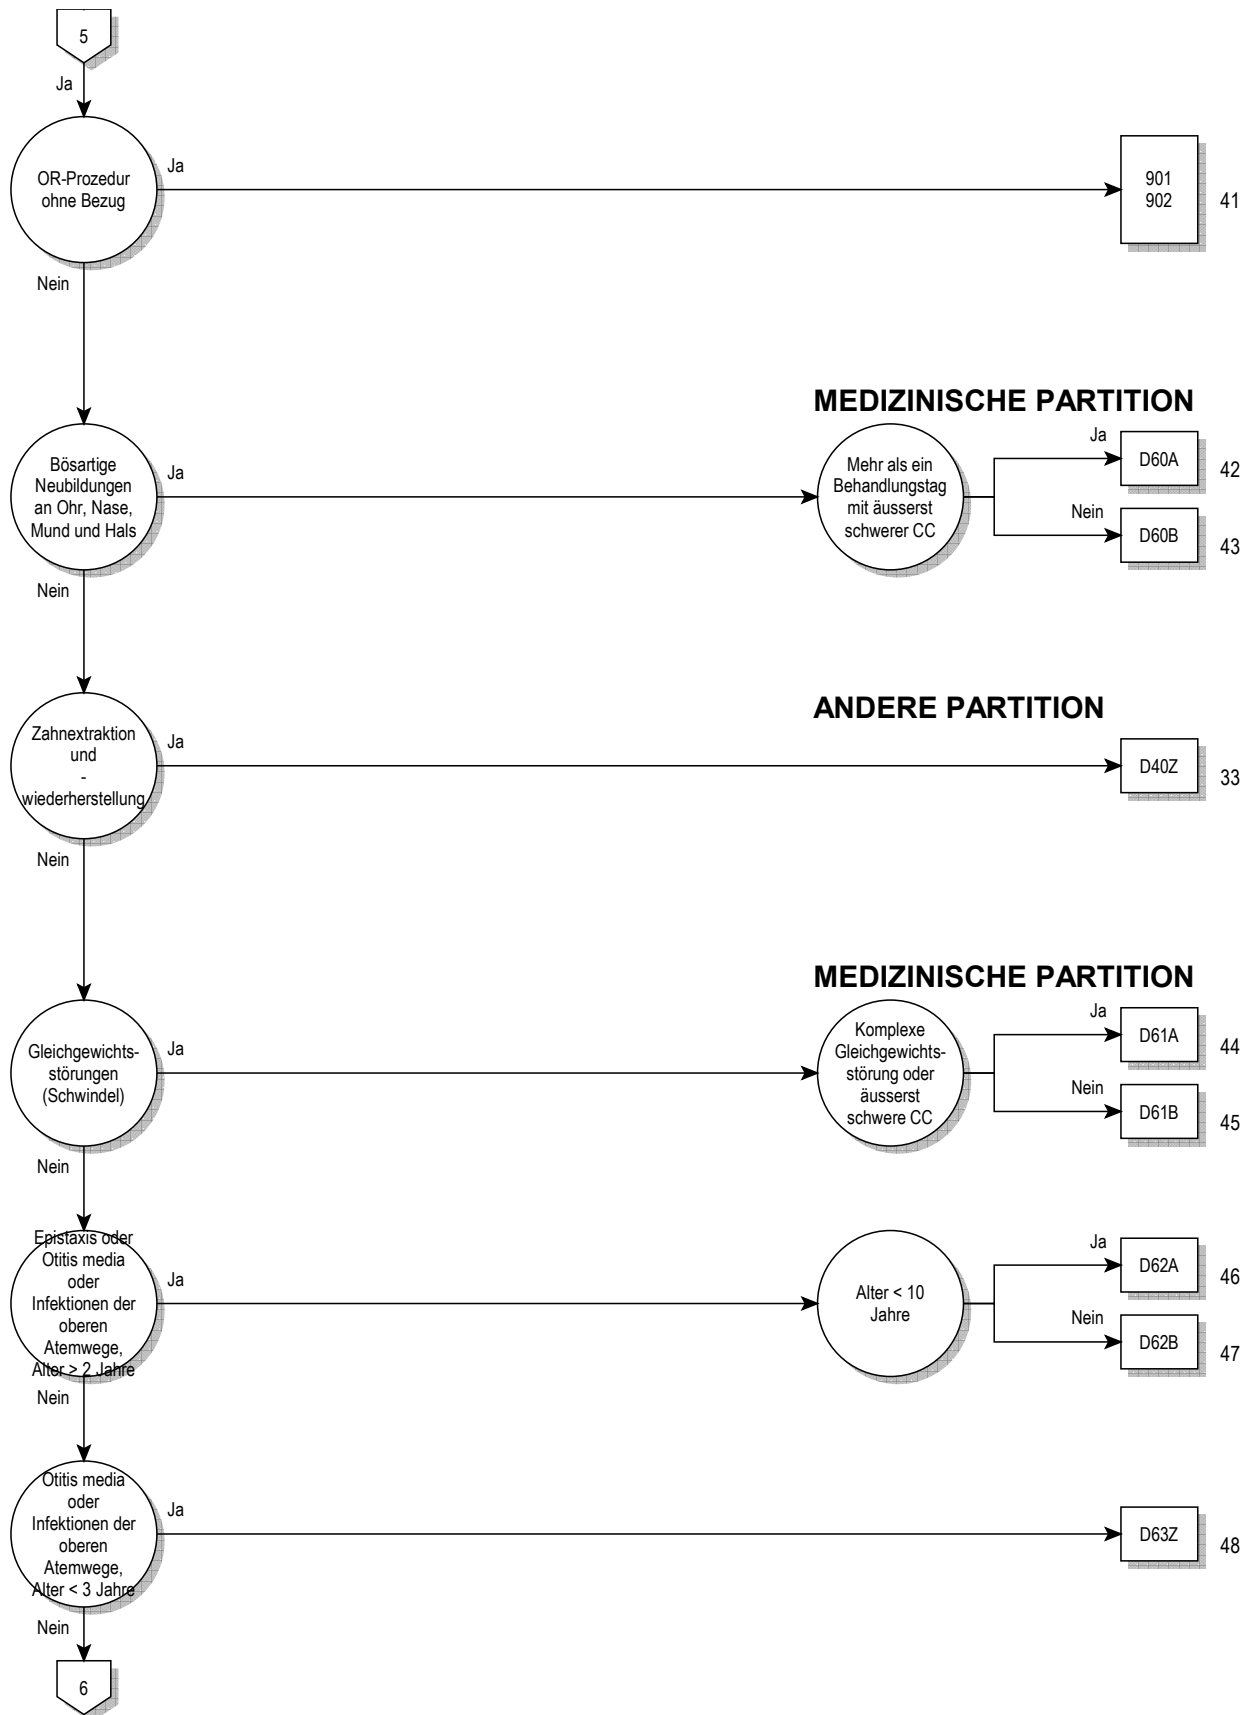 5
Ja
OR-Prozedur
ohne Bezug
Ja
901
902
41
Nein
MEDIZINISCHE PARTITION
Bösartige
Neubildungen
an Ohr, Nase,
Mund und Hals
Ja
Mehr als ein
Behandlungstag
mit äusserst
schwerer CC
Ja
D60A
42
Nein
D60B
43
Nein
ANDERE PARTITION
Zahnextraktion
und
-
wiederherstellung
Ja
D40Z
33
Nein
MEDIZINISCHE PARTITION
Gleichgewichts-
störungen
(Schwindel)
Ja
Komplexe
Gleichgewichts-
störung oder
äusserst
schwere CC
Ja
D61A
44
Nein
D61B
45
Nein
Epistaxis oder
Otitis media
oder
Infektionen der
oberen
Atemwege,
Alter > 2 Jahre
Ja
Alter < 10
Jahre
Ja
D62A
46
Nein
D62B
47
Nein
Otitis media
oder
Infektionen der
oberen
Atemwege,
Alter < 3 Jahre
Ja
D63Z
48
Nein
6